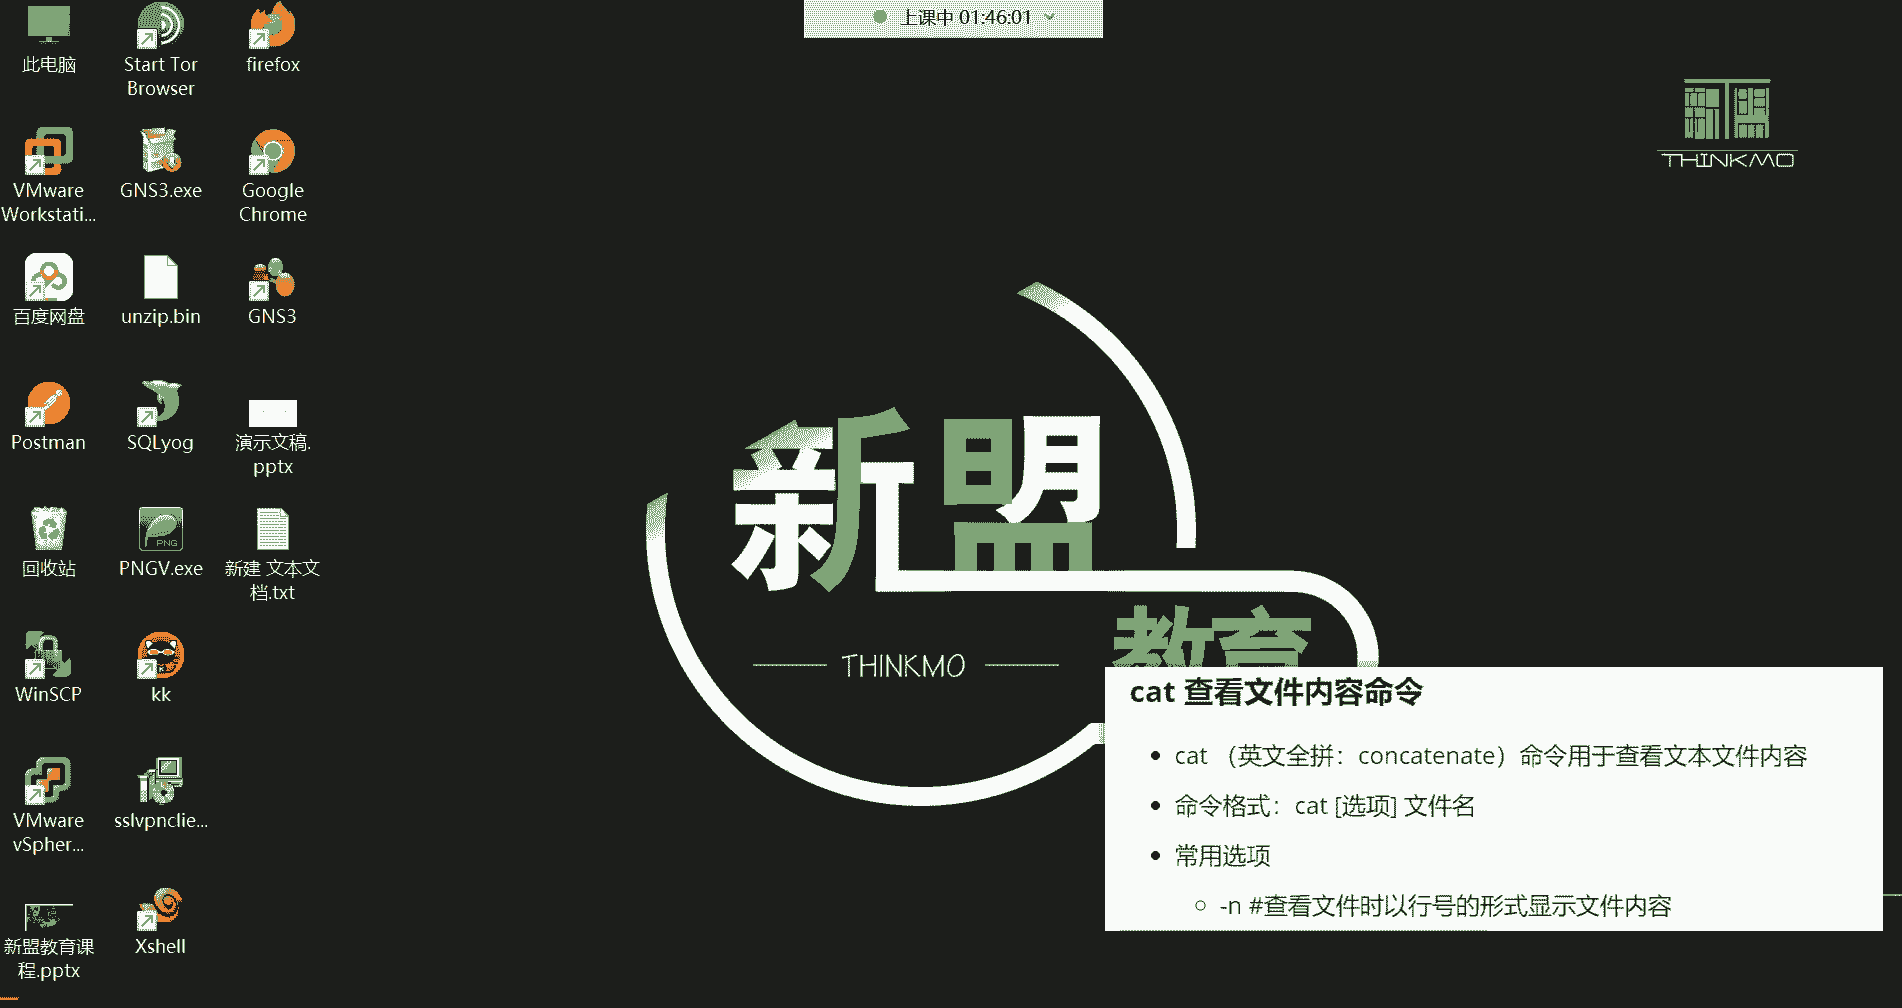 上课中 01:46:01
此电脑
Start Tor
Browser
firefox
THINKMO
VMware
Workstati...
GNS3.exe
Google
Chrome
百度网盘
unzip.bin
GNS3
Postman
SQLyog
演示文稿.
pptx
新盟
教育
THINKMO
回收站
PNG
PNGV.exe
新建 文本文
档.txt
WinSCP
kk
VMware
vSpher...
sslvpnclie...
新盟教育课
程.pptx
Xshell
cat 查看文件内容命令
cat （英文全拼：concatenate）命令用于查看文本文件内容
命令格式：cat [选项] 文件名
常用选项
-n #查看文件时以行号的形式显示文件内容